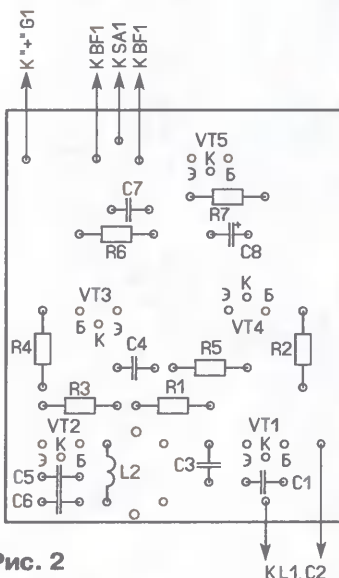 К "+" G1
К BF1
К SA1
К BF1
VT5
К
Э Б
C7
R7
R6
C8
VT3
Э К Б
К Э
Б
VT4
R4
C4
R5
R2
R3
R1
VT2
К
Э Б
VT1
К
Э Б
C5
L2
C3
C1
C6
Рис. 2
К L1, C2